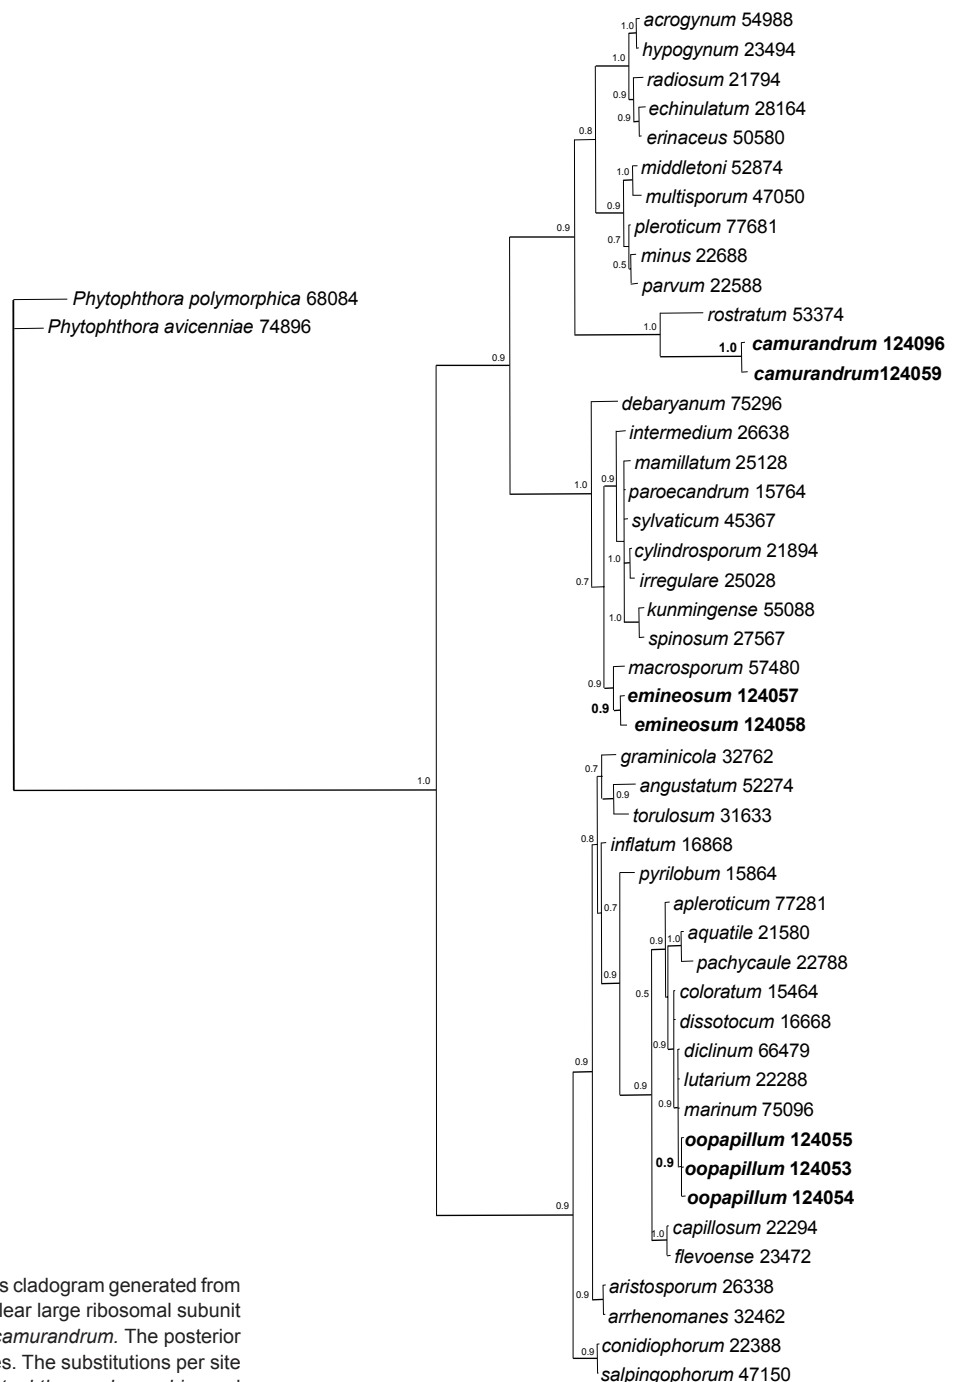 1.0
acrogynum 54988
hypogynum 23494
1.0
radiosum 21794
0.9
echinulatum 28164
0.9
erinaceus 50580
0.8
middletoni 52874
1.0
multisporum 47050
0.9
pleroticum 77681
0.7
minus 22688
0.5
parvum 22588
0.9
Phytophthora polymorphica 68084
Phytophthora avicenniae 74896
rostratum 53374
1.0
1.0
camurandrum 124096
camurandrum124059
0.9
debaryanum 75296
intermedium 26638
mamillatum 25128
0.9
1.0
paroecandrum 15764
sylvaticum 45367
cylindrosporum 21894
1.0
irregulare 25028
0.7
kunmingense 55088
1.0
spinosum 27567
macrosporum 57480
0.9
emineosum 124057
0.9
emineosum 124058
graminicola 32762
0.7
angustatum 52274
0.9
torulosum 31633
1.0
0.8
inflatum 16868
pyrilobum 15864
0.7
apleroticum 77281
aquatile 21580
0.9
1.0
pachycaule 22788
0.9
coloratum 15464
0.5
dissotocum 16668
0.9
diclinum 66479
0.9
lutarium 22288
0.9
marinum 75096
0.9
oopapillum 124055
0.9
oopapillum 124053
oopapillum 124054
0.9
capillosum 22294
1.0
flevoense 23472
aristosporum 26338
0.9
arrhenomanes 32462
conidiophorum 22388
0.9
salpingophorum 47150
s cladogram generated from
lear large ribosomal subunit
camurandrum. The posterior
es. The substitutions per site